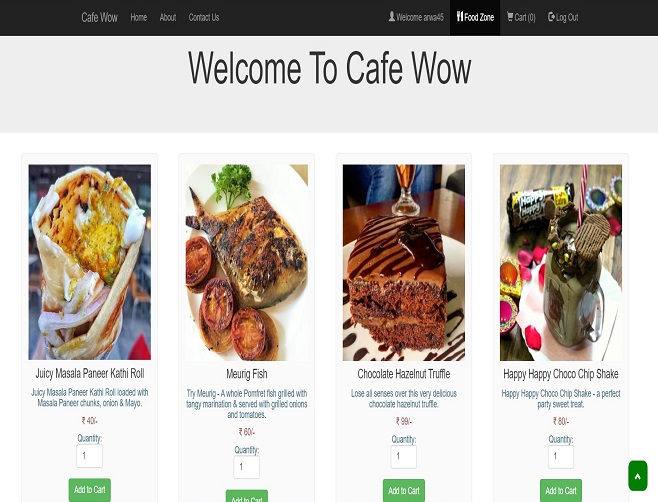 Cafe Wow Home About Contact Us Welcome arwa45 Food Zone Cart (0) Log Out
Welcome To Cafe Wow
Juicy Masala Paneer Kathi Roll
Juicy Masala Paneer Kathi Roll loaded with
Masala Paneer chunks, onion & Mayo.
₹ 40/-
Quantity:
1
Add to Cart
Meurig Fish
Try Meurig - A whole Pomfret fish grilled with
tangy marination & served with grilled onions
and tomatoes.
₹ 60/-
Quantity:
1
Add to Cart
Chocolate Hazelnut Truffle
Lose all senses over this very delicious
chocolate hazelnut truffle.
₹ 99/-
Quantity:
1
Add to Cart
Happy Happy
Happy Happy Choco Chip Shake
Happy Happy Choco Chip Shake - a perfect
party sweet treat.
₹ 80/-
Quantity:
1
Add to Cart